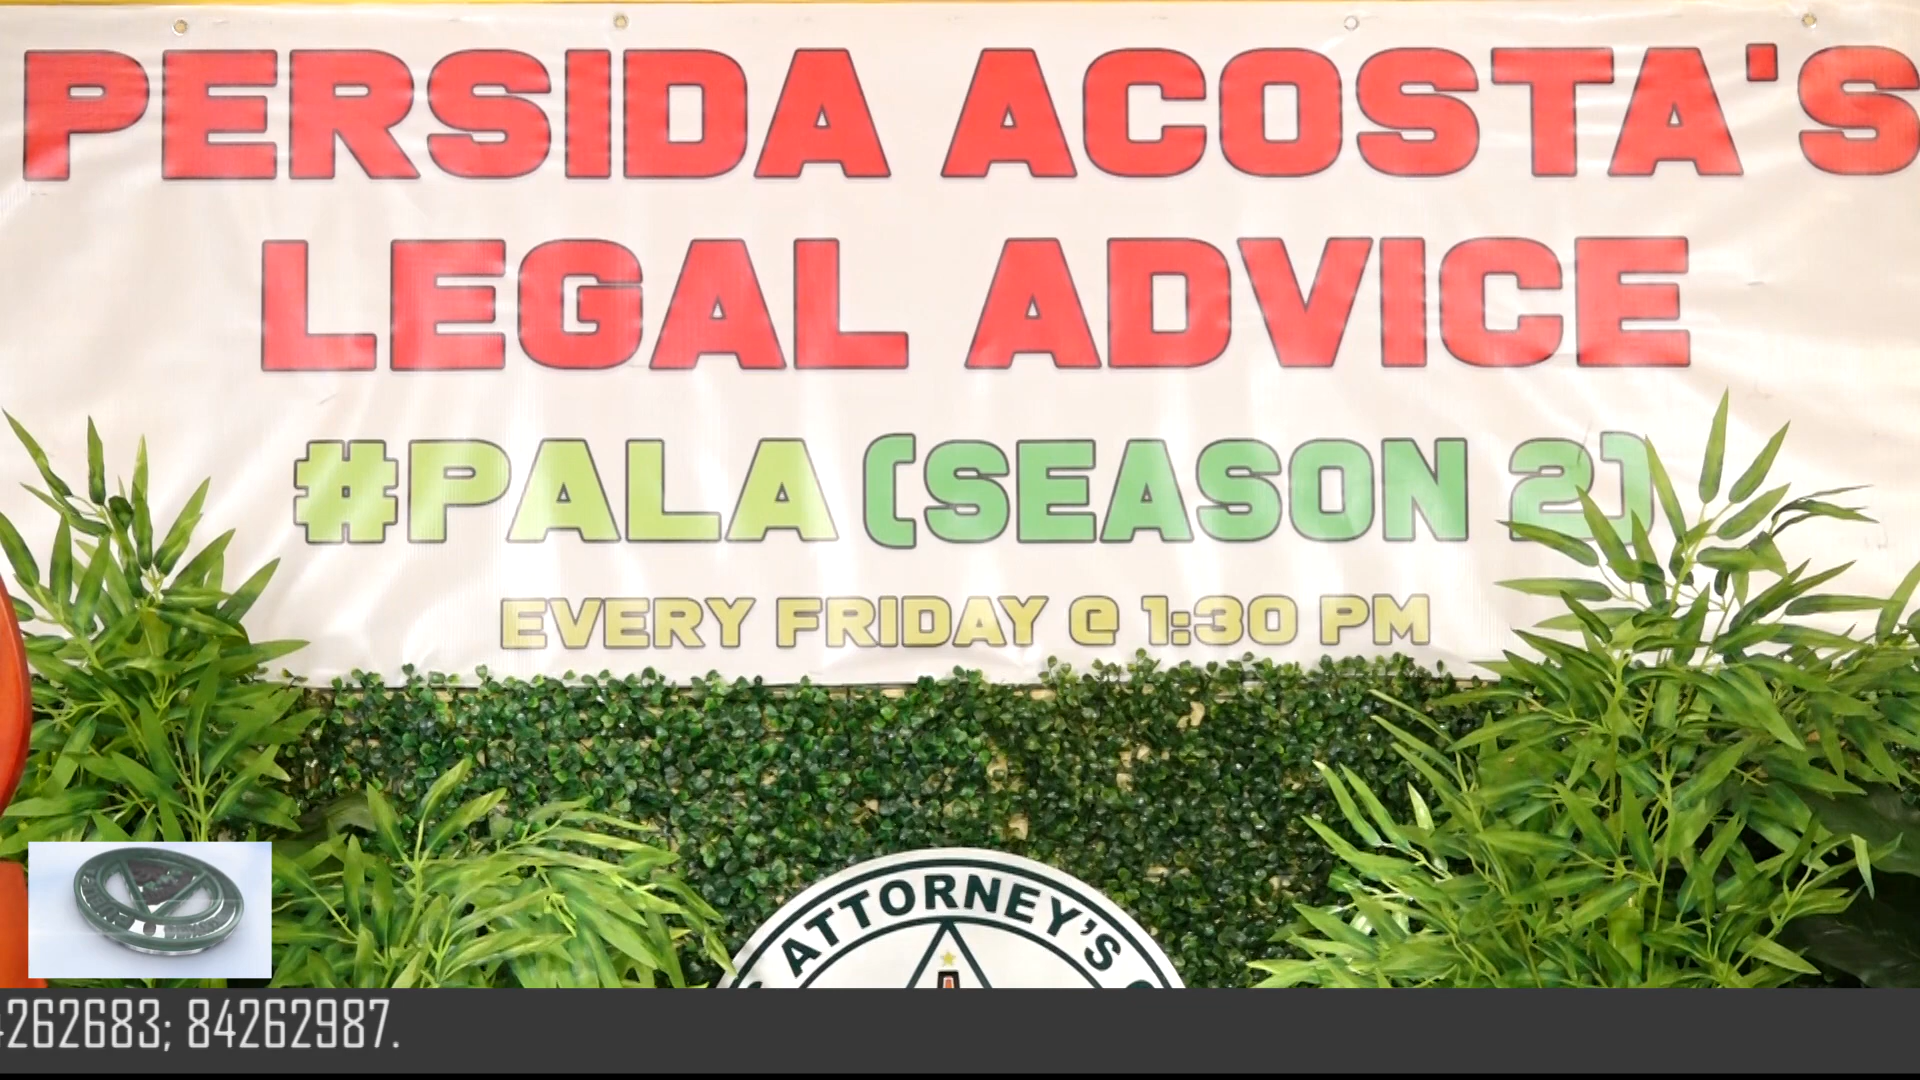 PERSIDA ACOSTA'S
LEGAL ADVICE
#PALA (SEASON 2)
EVERY FRIDAY @ 1:30 PM
ATTORNEY'S
262683; 84262987.